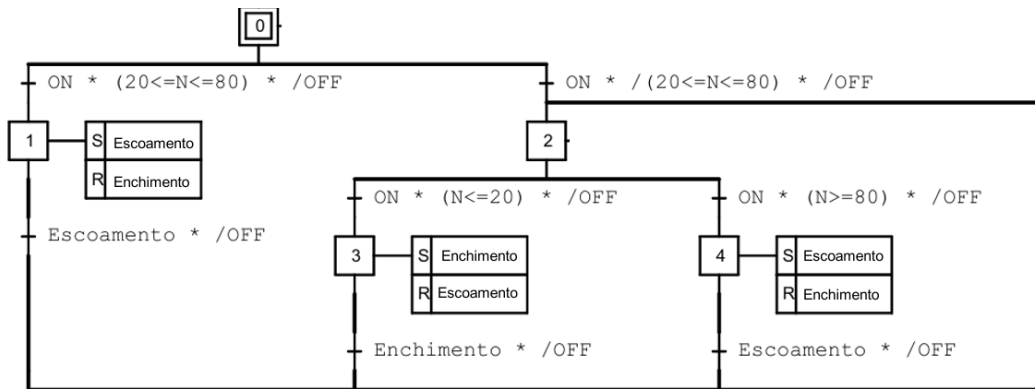 0
ON * (20<=N<=80) * /OFF
ON * /(20<=N<=80) * /OFF
1
S Escoamento
R Enchimento
2
ON * (N<=20) * /OFF
ON * (N>=80) * /OFF
Escoamento * /OFF
3
S Enchimento
R Escoamento
4
S Escoamento
R Enchimento
Enchimento * /OFF
Escoamento * /OFF